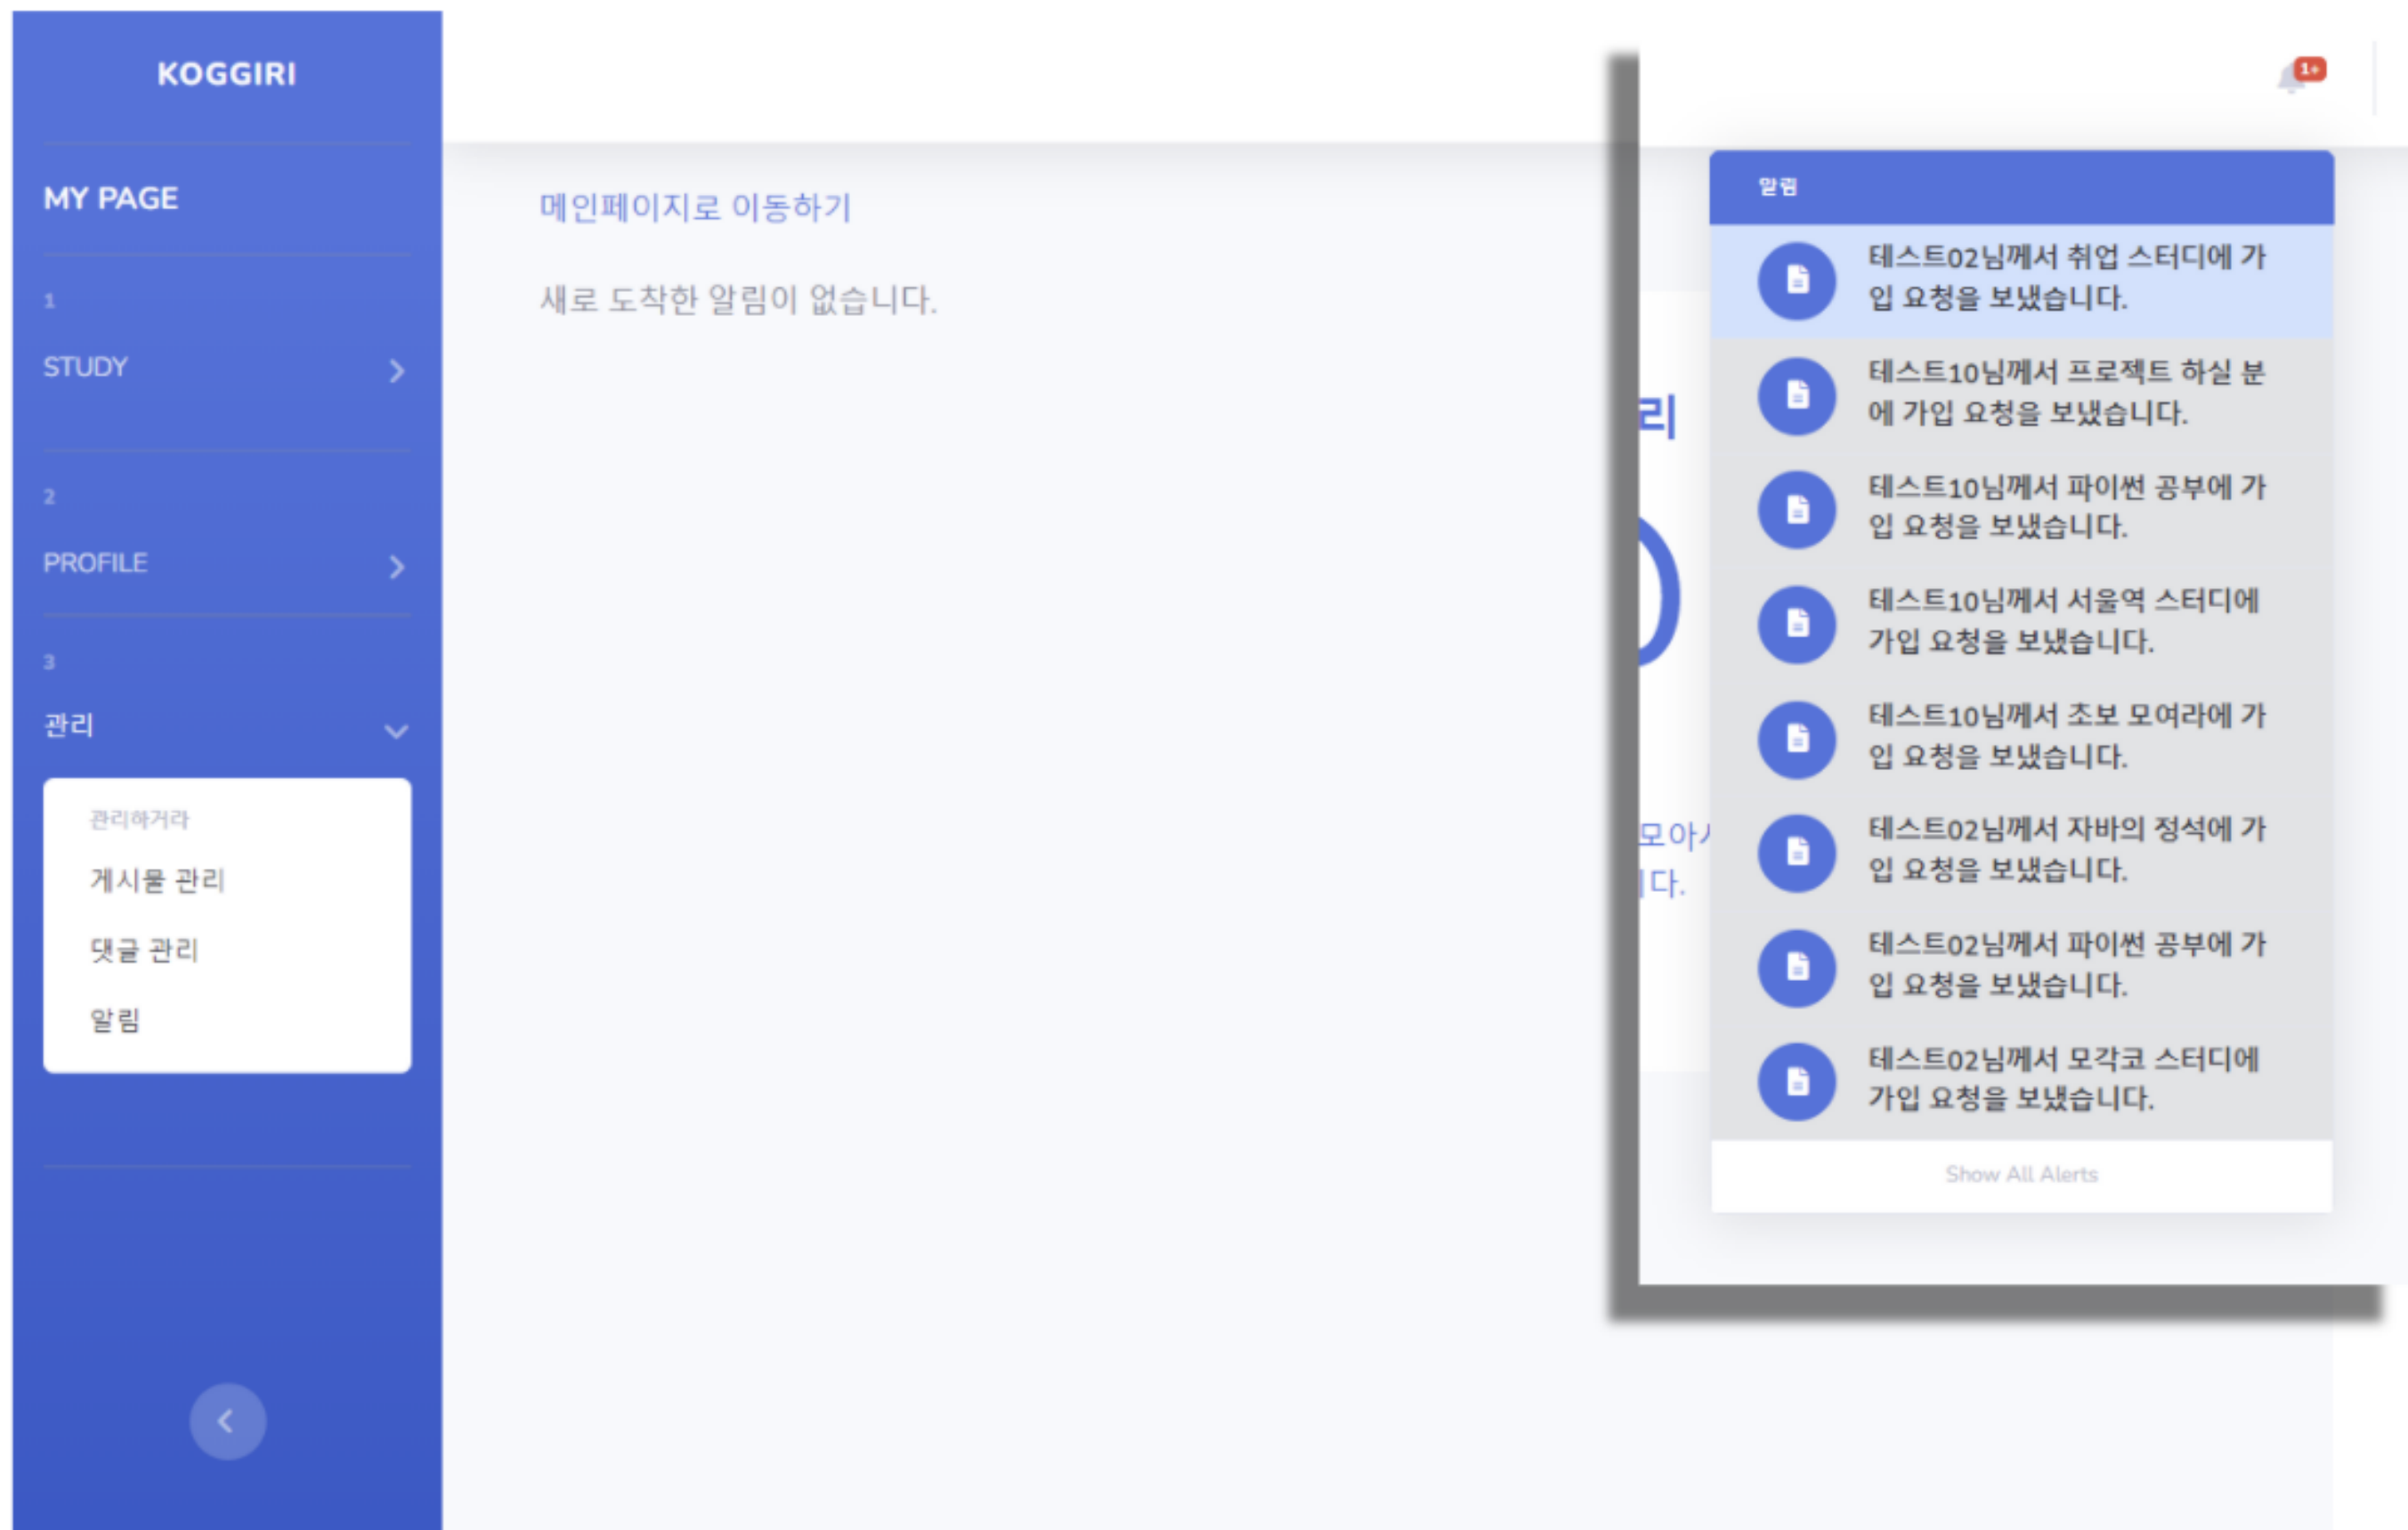 KOGGIRI
MY PAGE
1
STUDY
2
PROFILE
3
관리
관리하거라
게시물 관리
댓글 관리
알림
메인페이지로 이동하기
새로 도착한 알림이 없습니다.
리
모아
다.
1+
알림
테스트02님께서 취업 스터디에 가
입 요청을 보냈습니다.
테스트10님께서 프로젝트 하실 분
에 가입 요청을 보냈습니다.
테스트10님께서 파이썬 공부에 가
입 요청을 보냈습니다.
테스트10님께서 서울역 스터디에
가입 요청을 보냈습니다.
테스트10님께서 초보 모여라에 가
입 요청을 보냈습니다.
테스트02님께서 자바의 정석에 가
입 요청을 보냈습니다.
테스트02님께서 파이썬 공부에 가
입 요청을 보냈습니다.
테스트02님께서 모각코 스터디에
가입 요청을 보냈습니다.
Show All Alerts